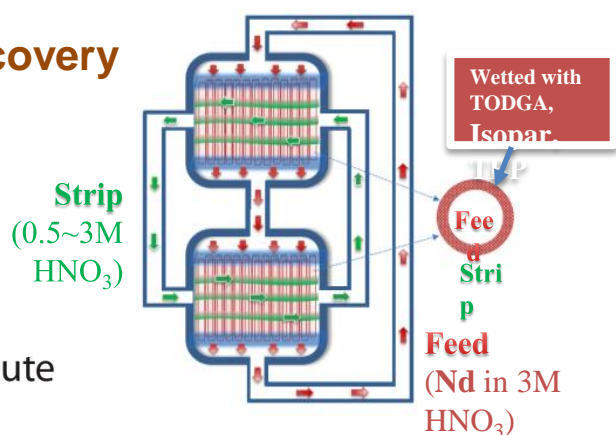 covery
Wetted with
TODGA,
Isopar,
Strip
(0.5~3M
HNO₃)
Fee
d
Stri
p
ute
Feed
(Nd in 3M
HNO₃)